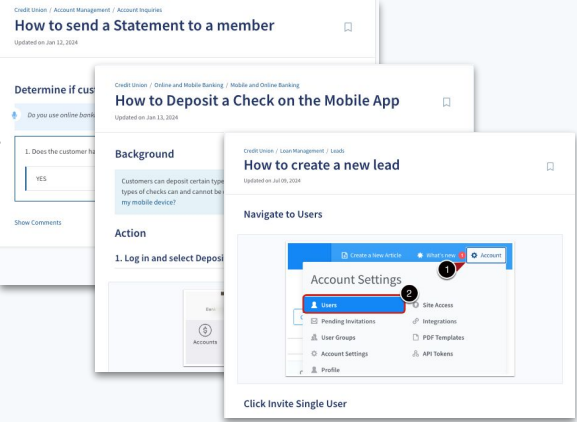 Credit Union / Account Management / Account Inquiries
How to send a Statement to a member
Updated on Jan 12, 2024
Determine if cus
Do you use online bank
1. Does the customer ha
YES
Show Comments
Credit Union / Online and Mobile Banking / Mobile and Online Banking
How to Deposit a Check on the Mobile App
Updated on Jan 13, 2024
Background
Customers can deposit certain type
types of checks can and cannot be
my mobile device?
Action
1. Log in and select Deposi
Accounts
Credit Union / Loan Management / Leads
How to create a new lead
Updated on Jul 09, 2024
Navigate to Users
Create a New Article
What's new
Account
1
Account Settings
2
Users
Site Access
Pending Invitations
Integrations
User Groups
PDF Templates
Account Settings
API Tokens
Profile
Click Invite Single User